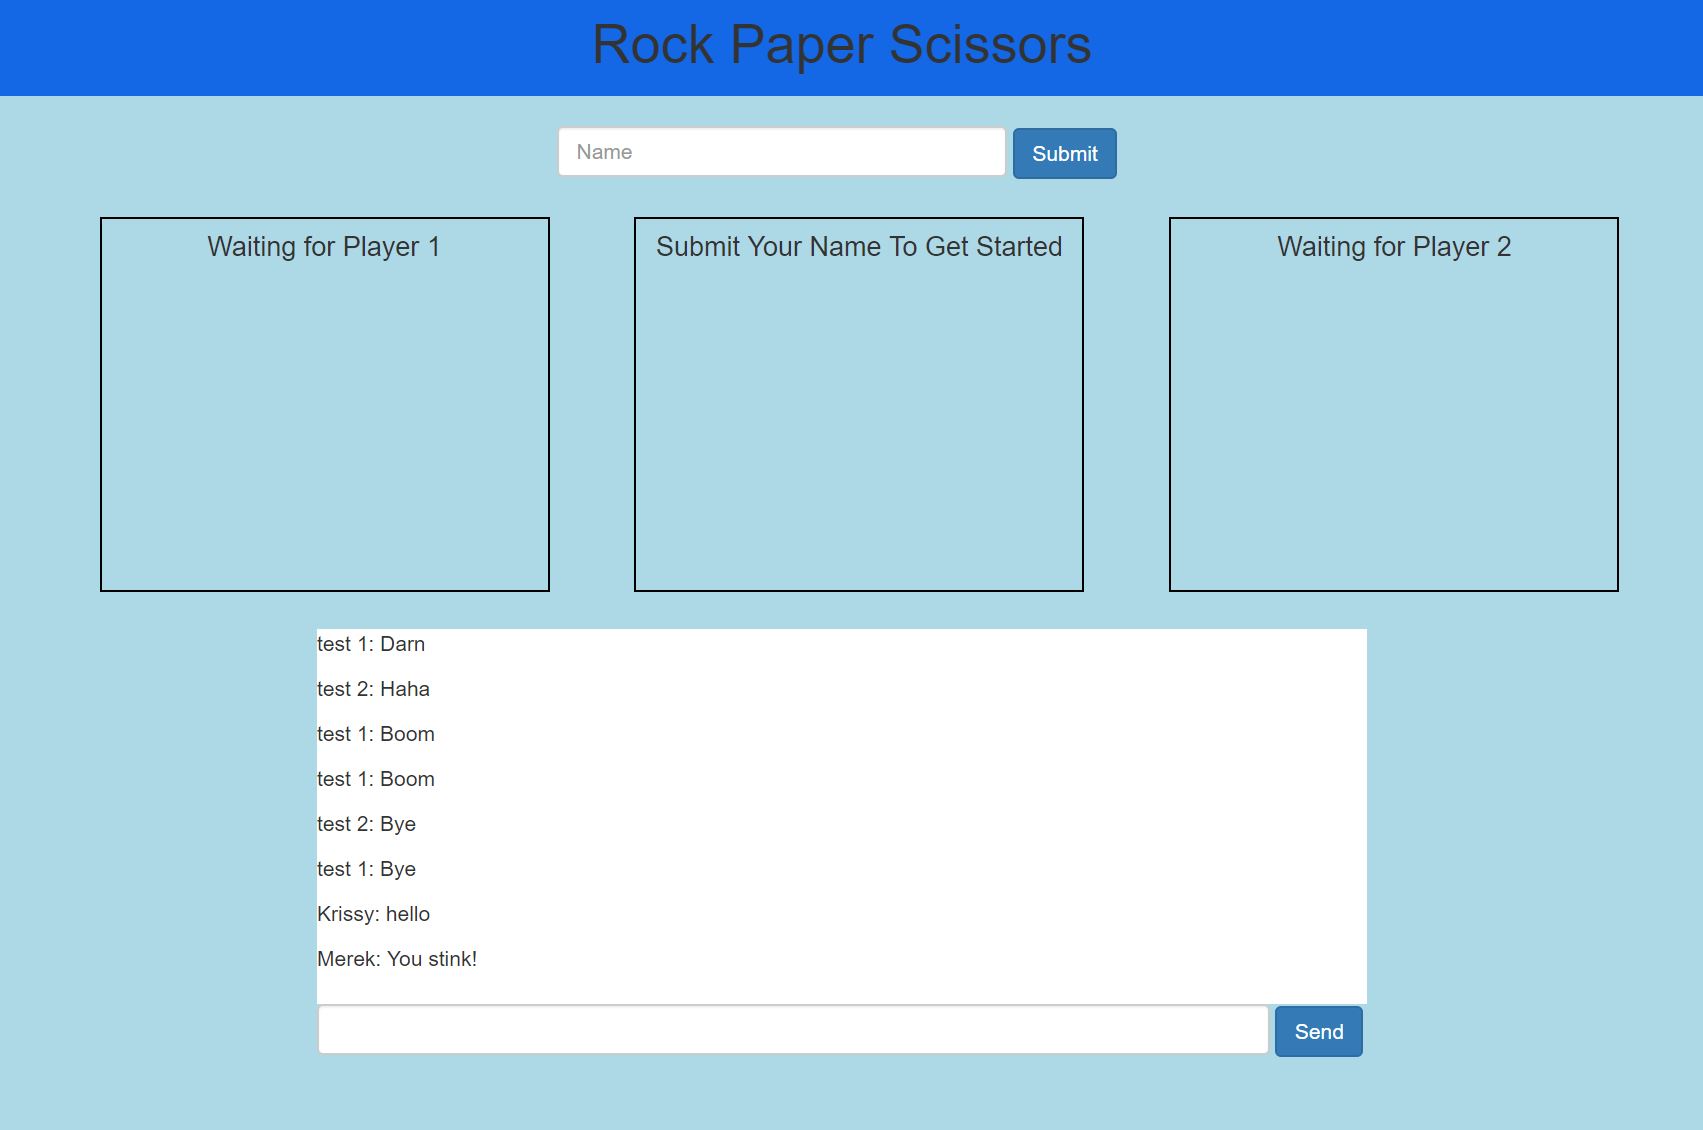 Rock Paper Scissors
Name
Submit
Waiting for Player 1
Submit Your Name To Get Started
Waiting for Player 2
test 1: Darn
test 2: Haha
test 1: Boom
test 1: Boom
test 2: Bye
test 1: Bye
Krissy: hello
Merek: You stink!
Send